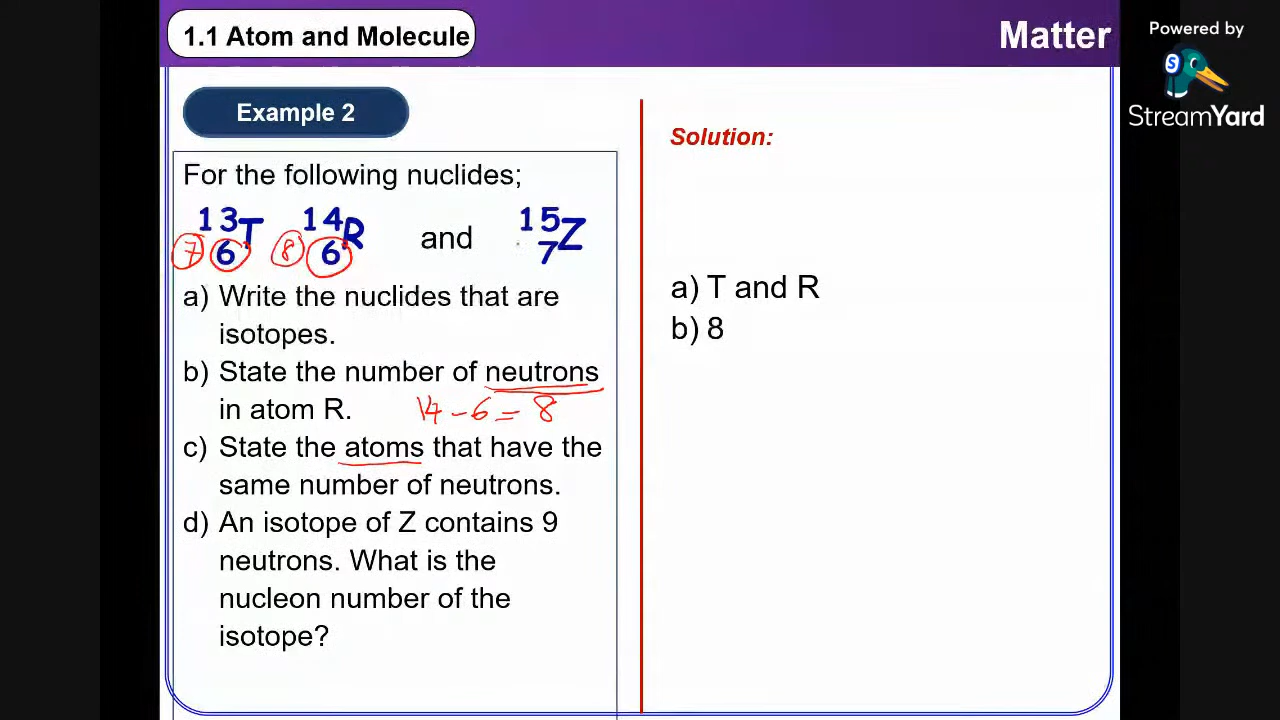 1.1 Atom and Molecule
Matter
Powered by
S
StreamYard
Example 2
Solution:
For the following nuclides;
13 14 15
T R and Z
7 6 8 6 7
a) Write the nuclides that are
isotopes.
b) State the number of neutrons
in atom R. 14 - 6 = 8
c) State the atoms that have the
same number of neutrons.
d) An isotope of Z contains 9
neutrons. What is the
nucleon number of the
isotope?
a) T and R
b) 8